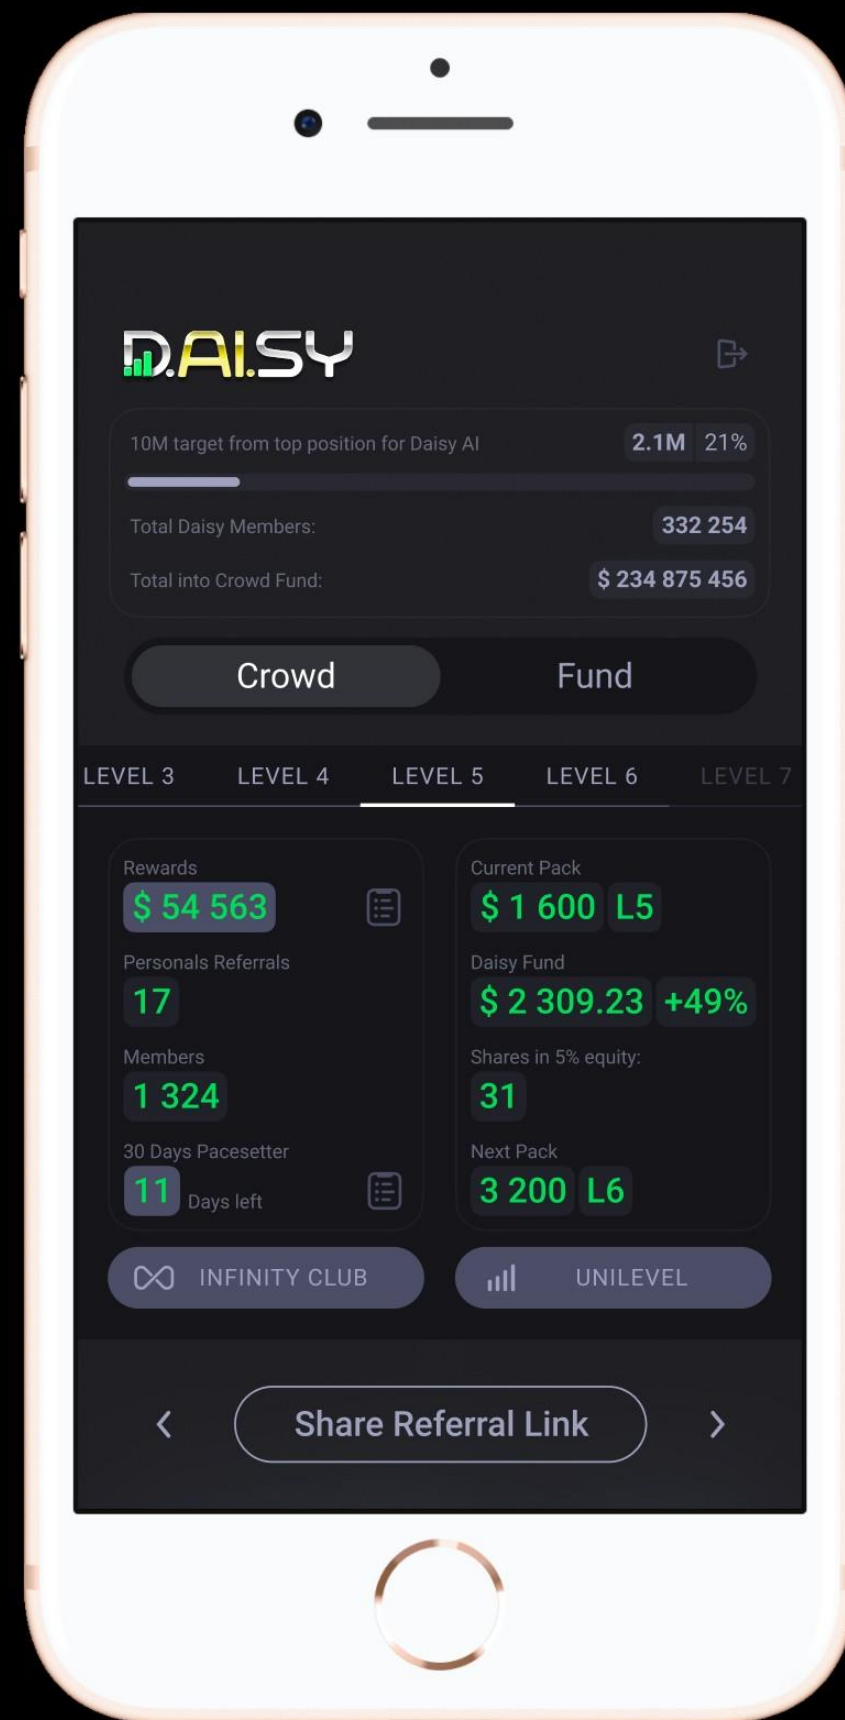 D.AI.SY
10M target from top position for Daisy AI 2.1M 21%
Total Daisy Members: 332 254
Total into Crowd Fund: $ 234 875 456
Crowd Fund
LEVEL 3 LEVEL 4 LEVEL 5 LEVEL 6 LEVEL 7
Rewards
$ 54 563
Personals Referrals
17
Members
1 324
30 Days Pacesetter
11 Days left
Current Pack
$ 1 600 L5
Daisy Fund
$ 2 309.23 +49%
Shares in 5% equity:
31
Next Pack
3 200 L6
INFINITY CLUB
UNILEVEL
Share Referral Link